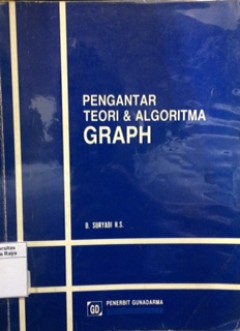 PENGANTAR
TEORI & ALGORITMA
GRAPH
D. SURYADI H.S.
GD
PENERBIT GUNADARMA